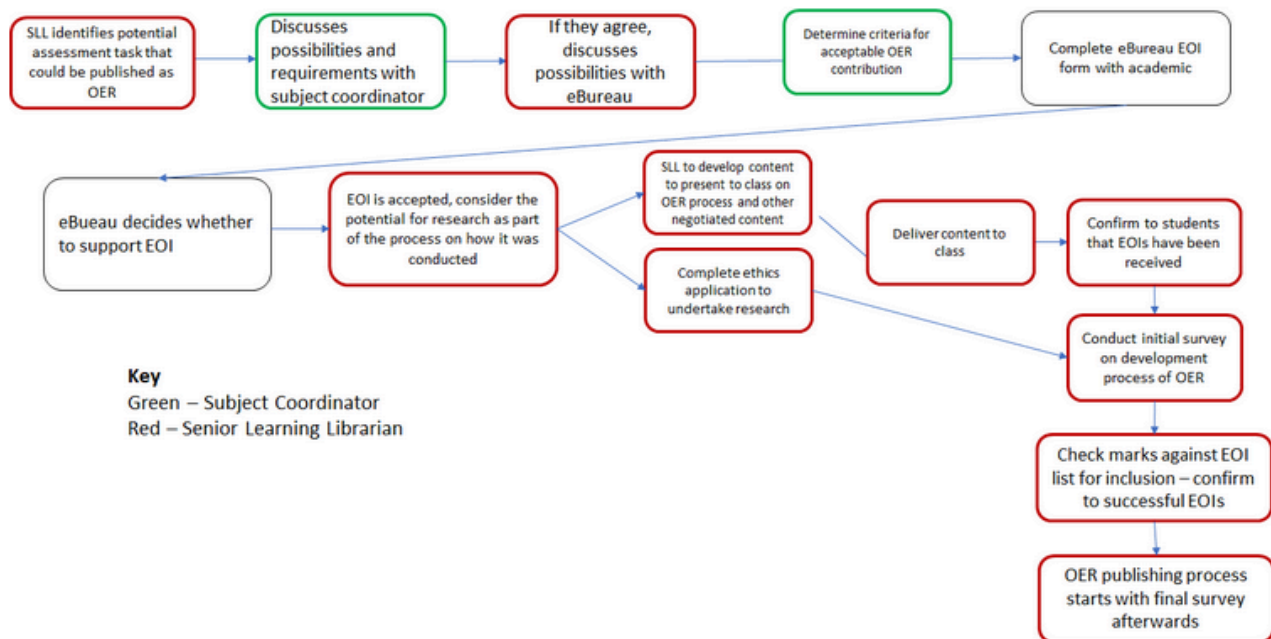 SLL identifies potential
assessment task that
could be published as
OER
Discusses
possibilities and
requirements with
subject coordinator
If they agree,
discusses
possibilities with
eBureau
Determine criteria for
acceptable OER
contribution
Complete eBureau EOI
form with academic
eBueau decides whether
to support EOI
EOI is accepted, consider the
potential for research as part
of the process on how it was
conducted
SLL to develop content
to present to class on
OER process and other
negotiated content
Complete ethics
application to
undertake research
Deliver content to
class
Confirm to students
that EOIs have been
received
Conduct initial survey
on development
process of OER
Key
Green – Subject Coordinator
Red – Senior Learning Librarian
Check marks against EOI
list for inclusion – confirm
to successful EOIs
OER publishing process
starts with final survey
afterwards